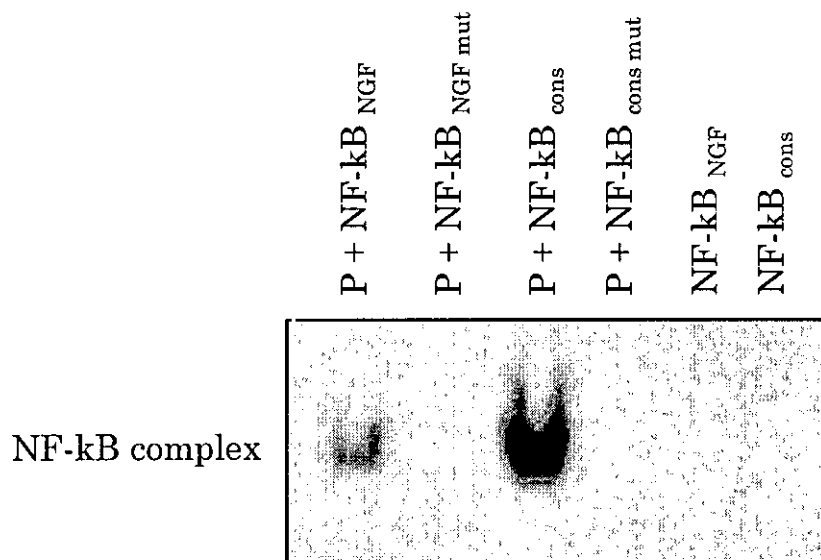 P + NF-kB NGF
P + NF-kB NGF mut
P + NF-kB cons
P + NF-kB cons mut
NF-kB NGF
NF-kB cons
NF-kB complex